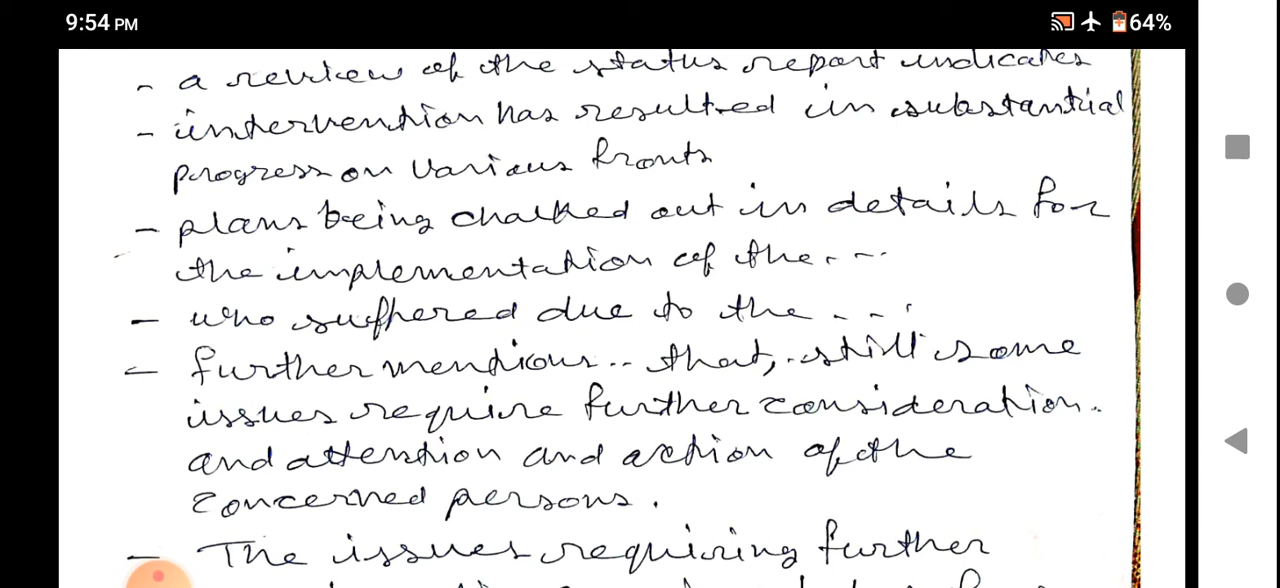 9:54 PM 64%
- a review of the status report indicates
- intervention has resulted in substantial
progress on various fronts
- plans being chalked out in details for
the implementation of the ...
- who suffered due to the ...
- further mentions .. that, still some
issues require further consideration.
and attention and action of the
concerned persons.
- The issues requiring further